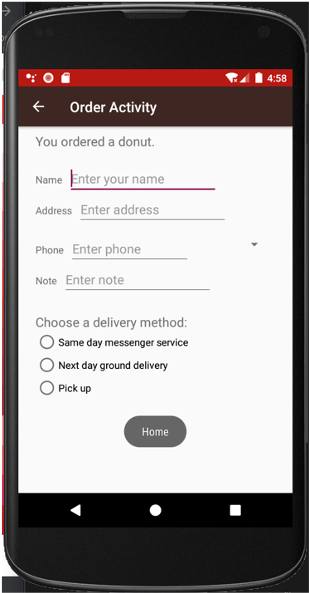 4:58
Order Activity
You ordered a donut.
Name Enter your name
Address Enter address
Phone Enter phone
Note Enter note
Choose a delivery method:
Same day messenger service
Next day ground delivery
Pick up
Home